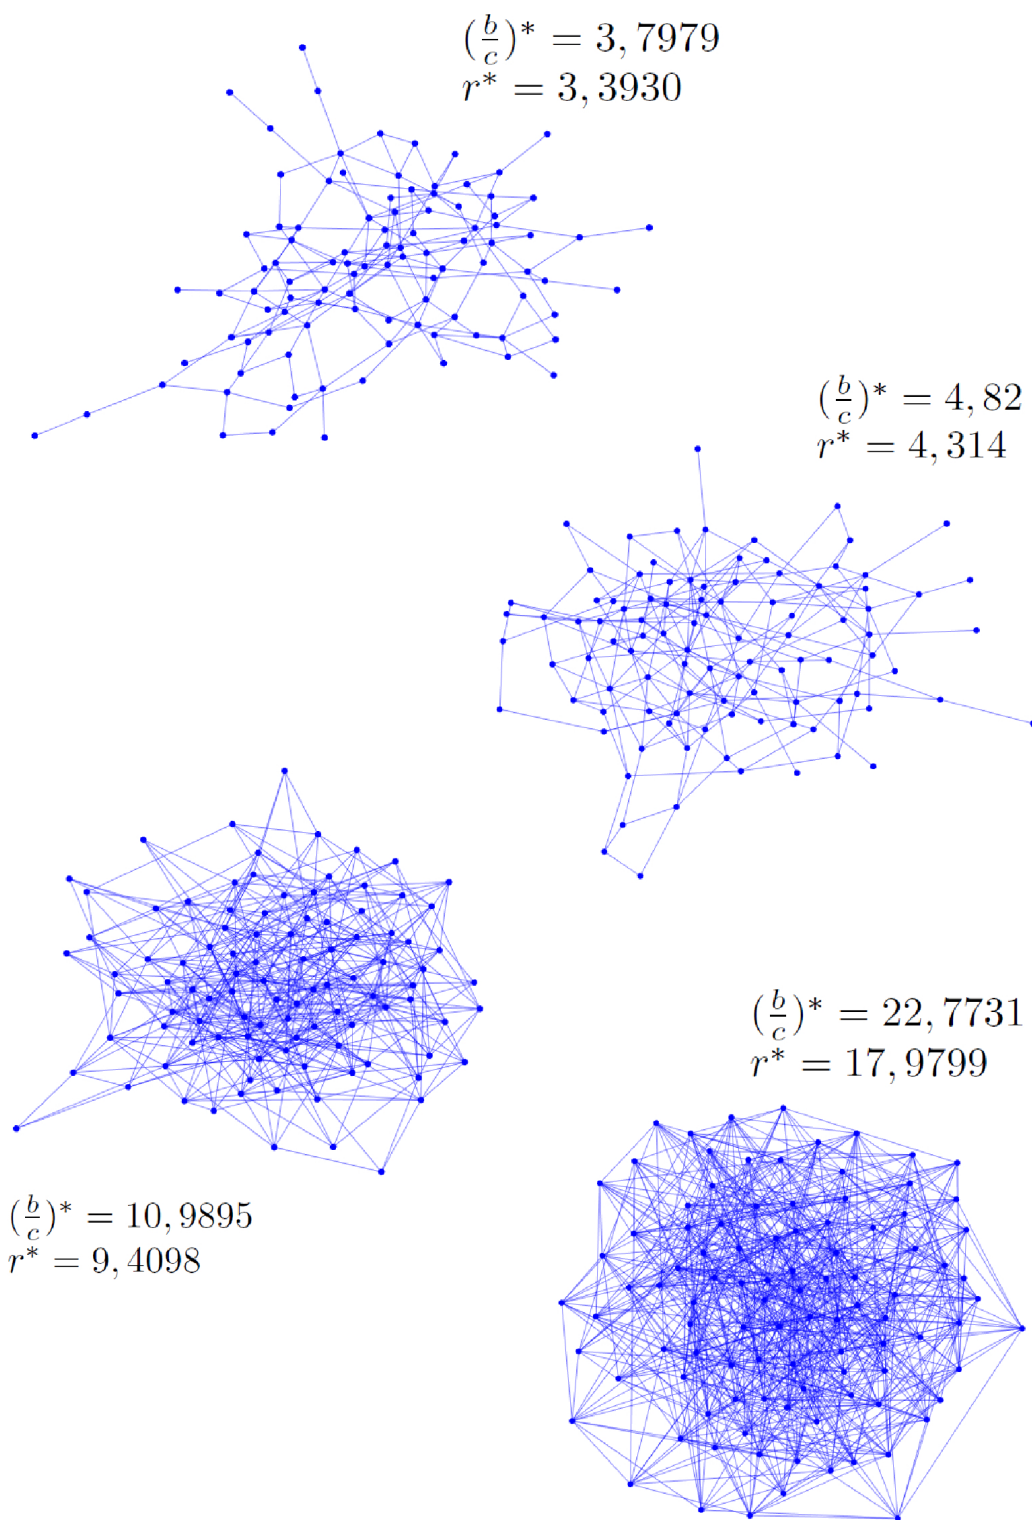 (b/c)* = 3,7979
r* = 3,3930
(b/c)* = 4,82
r* = 4,314
(b/c)* = 22,7731
r* = 17,9799
(b/c)* = 10,9895
r* = 9,4098